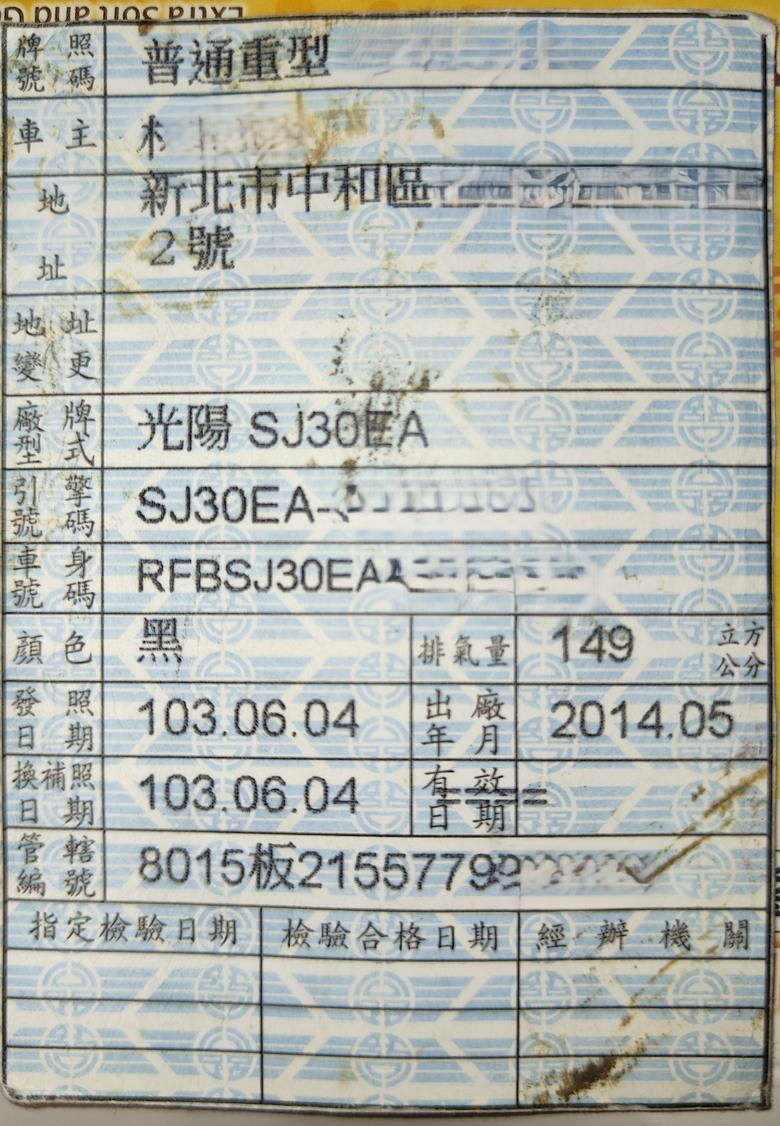 Extra Soft and Ge
牌照號碼 普通重型
車主
地址 新北市中和區
2號
地址變更
廠牌型式 光陽 SJ30EA
引擎號碼 SJ30EA-
車身號碼 RFBSJ30EA
顏色 黑 排氣量 149 立方公分
發照日期 103.06.04 出廠年月 2014.05
換補照日期 103.06.04 有效日期 ====
管轄編號 8015板2155779
指定檢驗日期 檢驗合格日期 經辦機關